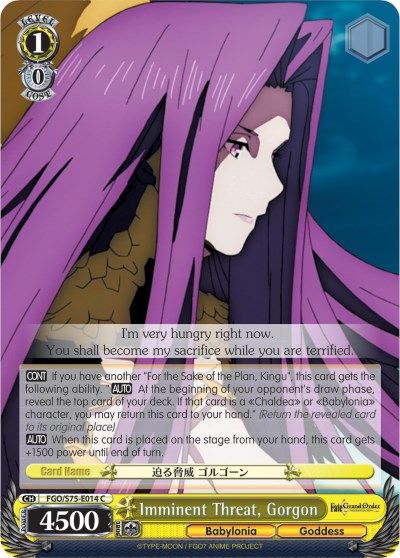 LEVEL
1
0
COST
I'm very hungry right now.
You shall become my sacrifice while you are terrified.
CONT If you have another "For the Sake of the Plan, Kingu", this card gets the
following ability. "AUTO At the beginning of your opponent's draw phase,
reveal the top card of your deck. If that card is a «Chaldea» or «Babylonia»
character, you may return this card to your hand." (Return the revealed card
to its original place)
AUTO When this card is placed on the stage from your hand, this card gets
+1500 power until end of turn.
Card Name
迫る脅威 ゴルゴーン
CD
FGO/S75-E014 C
POWER
4500
SOUL
Imminent Threat, Gorgon
Fate Grand Order
Babylonia
Goddess
©TYPE-MOON / FGO7 ANIME PROJECT